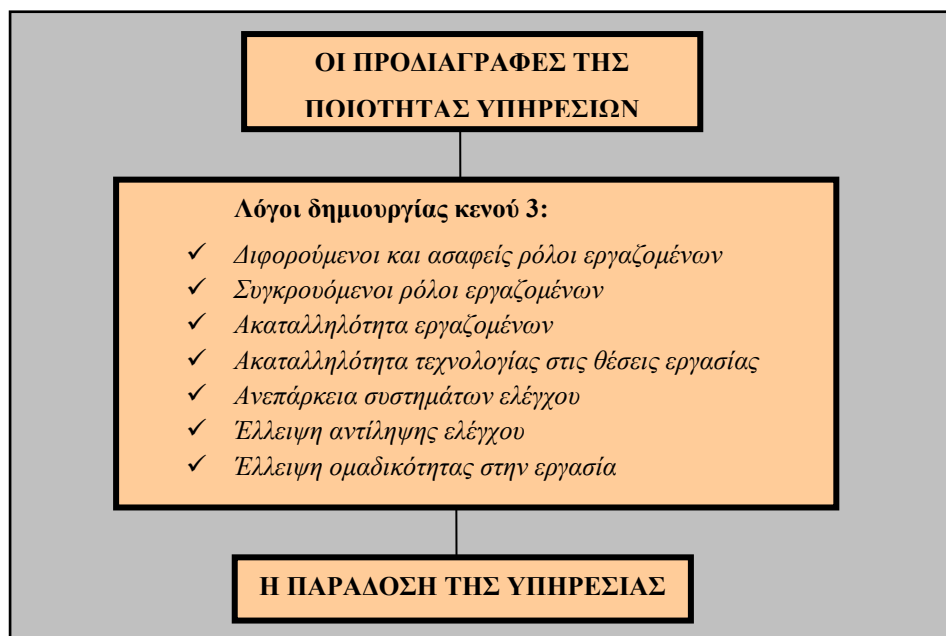 ΟΙ ΠΡΟΔΙΑΓΡΑΦΕΣ ΤΗΣ
ΠΟΙΟΤΗΤΑΣ ΥΠΗΡΕΣΙΩΝ
Λόγοι δημιουργίας κενού 3:
✓ Διφορούμενοι και ασαφείς ρόλοι εργαζομένων
✓ Συγκρουόμενοι ρόλοι εργαζομένων
✓ Ακαταλληλότητα εργαζομένων
✓ Ακαταλληλότητα τεχνολογίας στις θέσεις εργασίας
✓ Ανεπάρκεια συστημάτων ελέγχου
✓ Έλλειψη αντίληψης ελέγχου
✓ Έλλειψη ομαδικότητας στην εργασία
Η ΠΑΡΑΔΟΣΗ ΤΗΣ ΥΠΗΡΕΣΙΑΣ